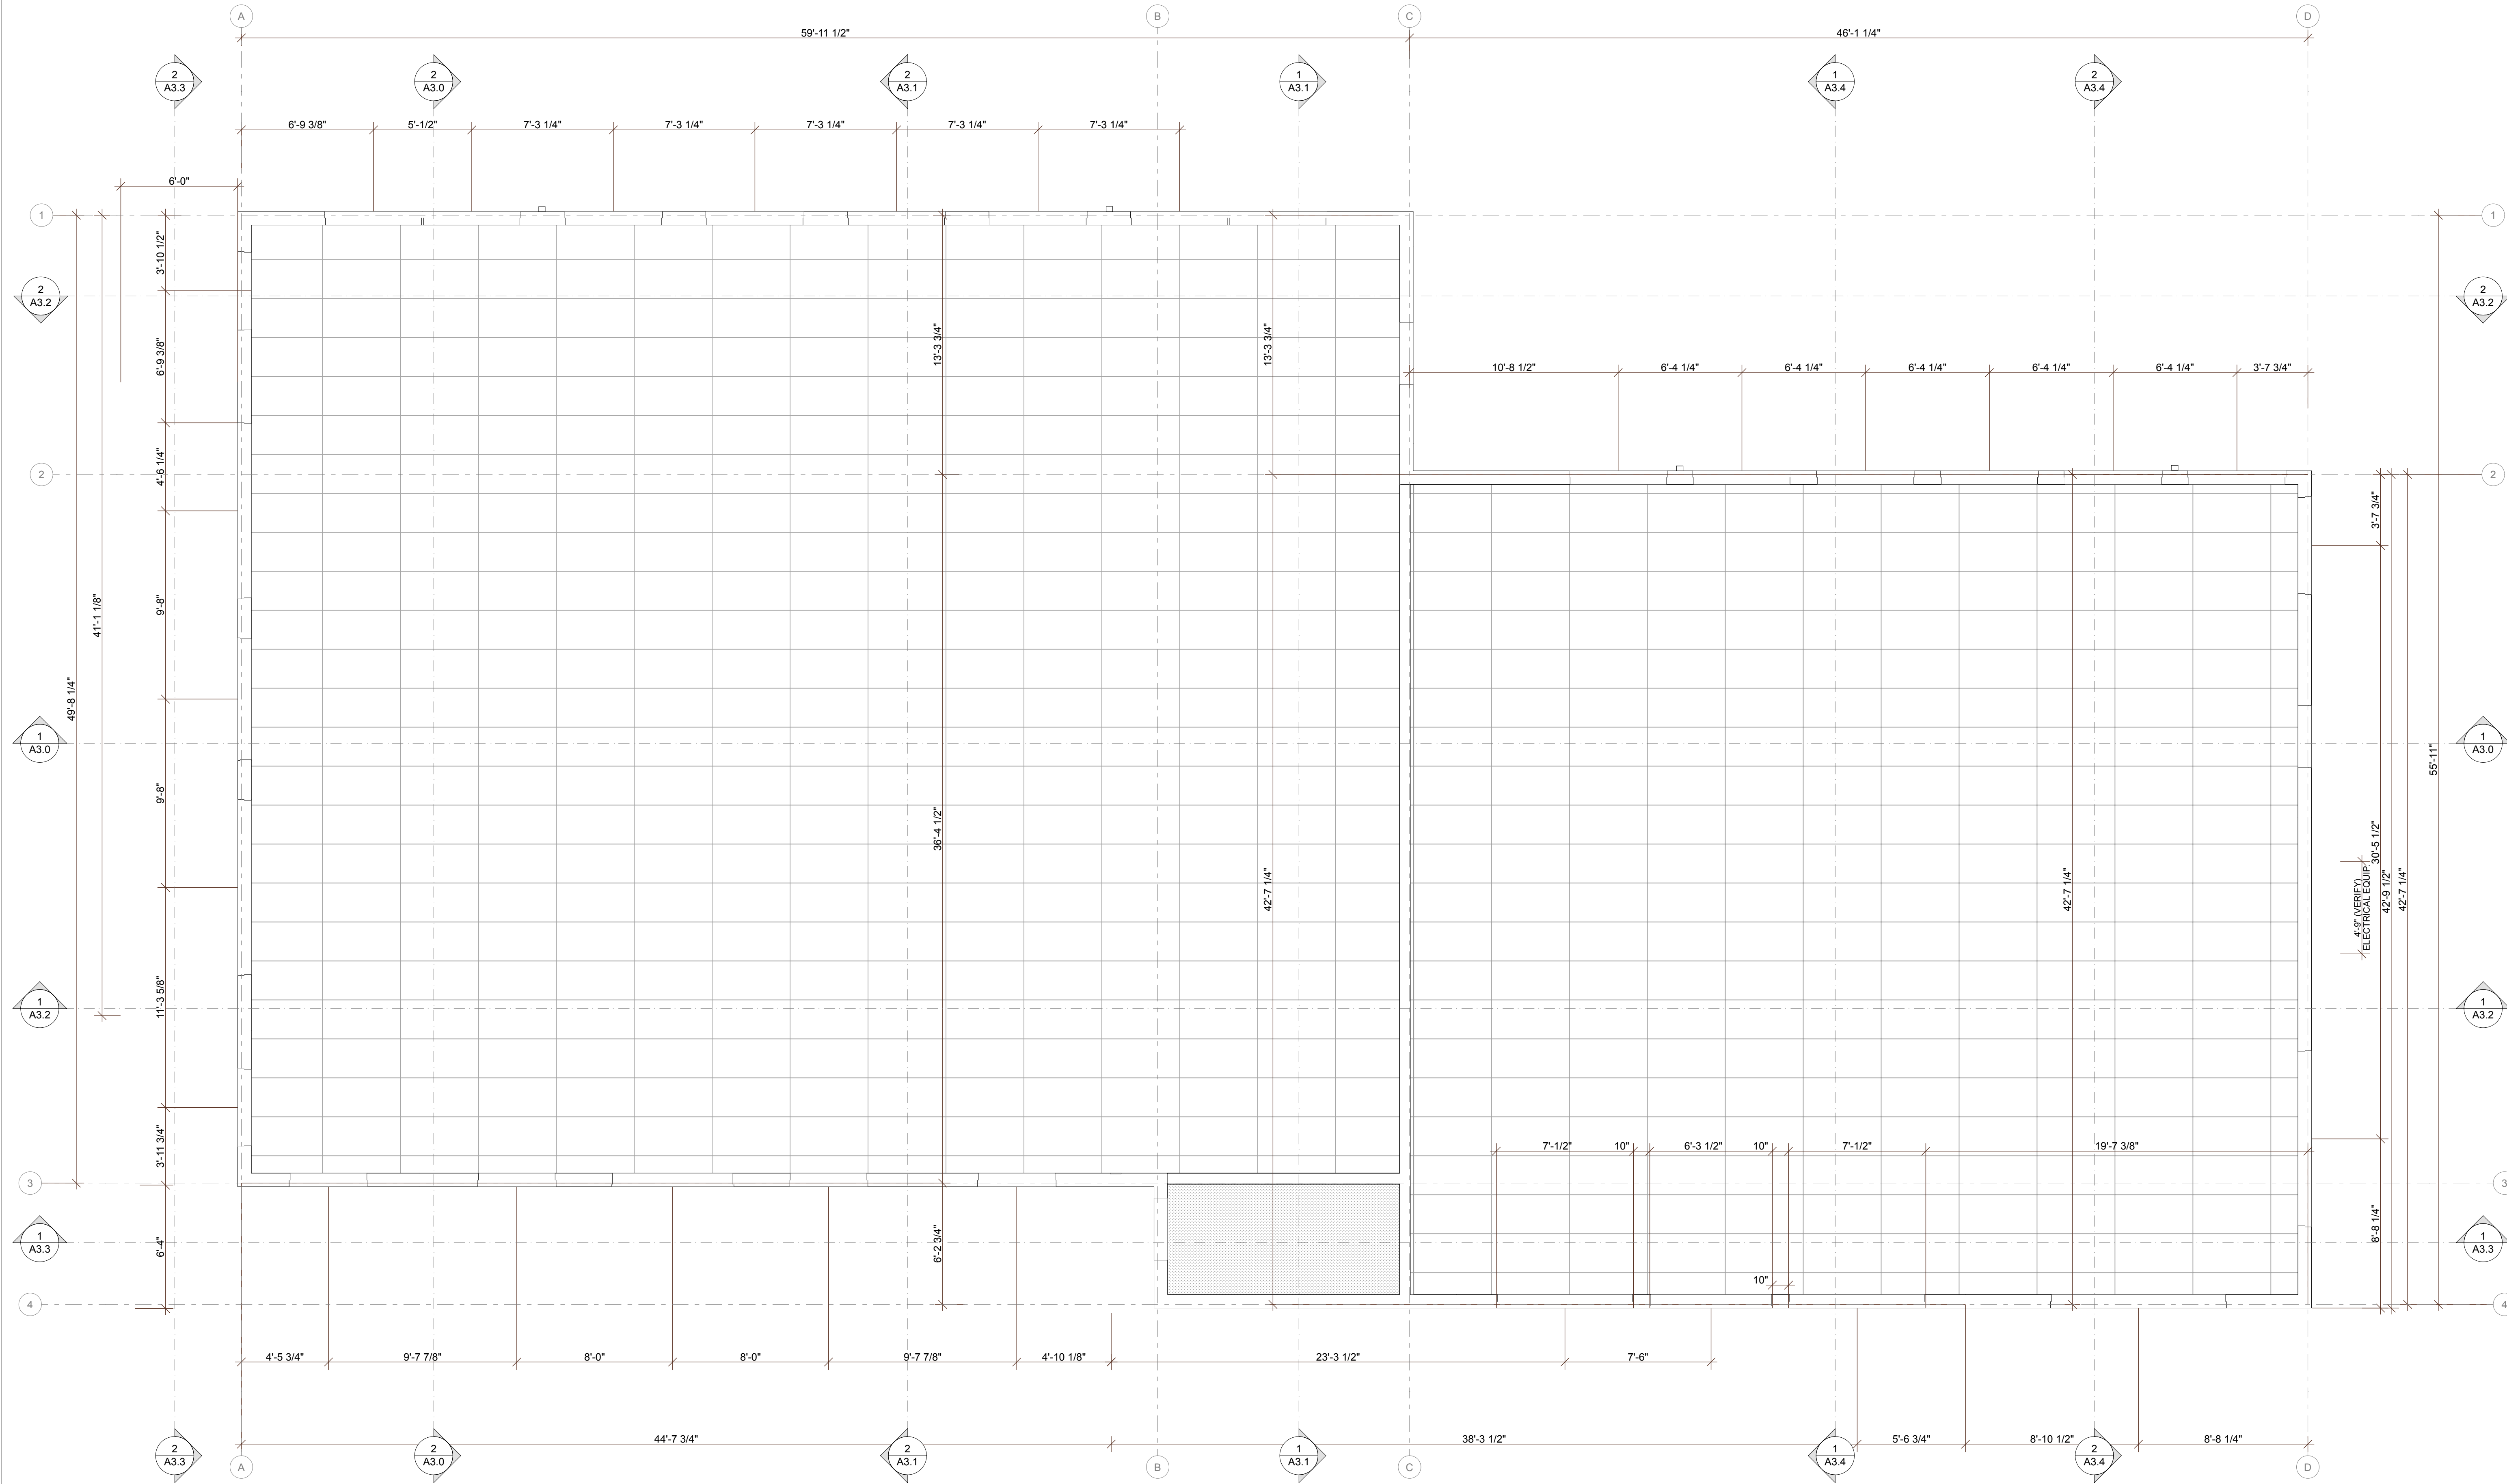 A
B
C
D
59'-11 1/2"
46'-1 1/4"
2
A3.3
2
A3.0
2
A3.1
1
A3.1
1
A3.4
2
A3.4
6'-9 3/8"
5'-1/2"
7'-3 1/4"
7'-3 1/4"
7'-3 1/4"
7'-3 1/4"
7'-3 1/4"
6'-0"
1
1
3'-10 1/2"
2
A3.2
2
A3.2
6'-9 3/8"
13'-3 3/4"
13'-3 3/4"
10'-8 1/2"
6'-4 1/4"
6'-4 1/4"
6'-4 1/4"
6'-4 1/4"
6'-4 1/4"
3'-7 3/4"
2
4'-6 1/4"
2
3'-7 3/4"
9'-8"
41'-1 1/8"
49'-8 1/4"
1
A3.0
1
A3.0
55'-11"
9'-8"
36'-4 1/2"
42'-7 1/4"
42'-7 1/4"
30'-5 1/2"
42'-9 1/2"
42'-7 1/4"
4'-9" (VERIFY)
ELECTRICAL EQUIP.
11'-3 5/8"
1
A3.2
1
A3.2
3'-11 3/4"
7'-1/2"
10"
6'-3 1/2"
10"
7'-1/2"
19'-7 3/8"
3
3
6'-4"
1
A3.3
6'-2 3/4"
8'-8 1/4"
1
A3.3
10"
4
4
4'-5 3/4"
9'-7 7/8"
8'-0"
8'-0"
9'-7 7/8"
4'-10 1/8"
23'-3 1/2"
7'-6"
44'-7 3/4"
38'-3 1/2"
5'-6 3/4"
8'-10 1/2"
8'-8 1/4"
2
A3.3
2
A3.0
2
A3.1
1
A3.1
1
A3.4
2
A3.4
A
B
C
D